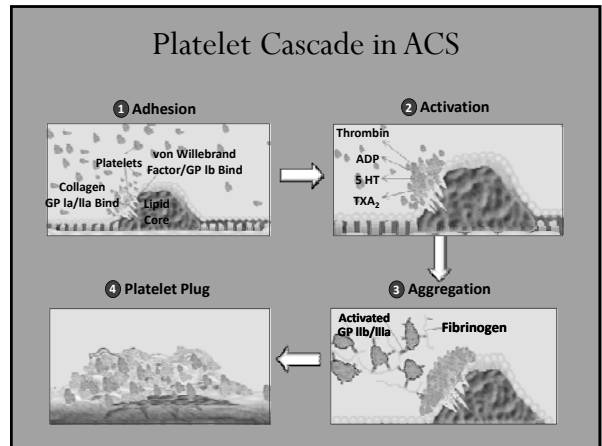 Platelet Cascade in ACS
1 Adhesion
Platelets
von Willebrand
Factor/GP Ib Bind
Collagen
GP Ia/IIa Bind
Lipid
Core
2 Activation
Thrombin
ADP
5 HT
TXA₂
3 Aggregation
Activated
GP IIb/IIIa
Fibrinogen
4 Platelet Plug